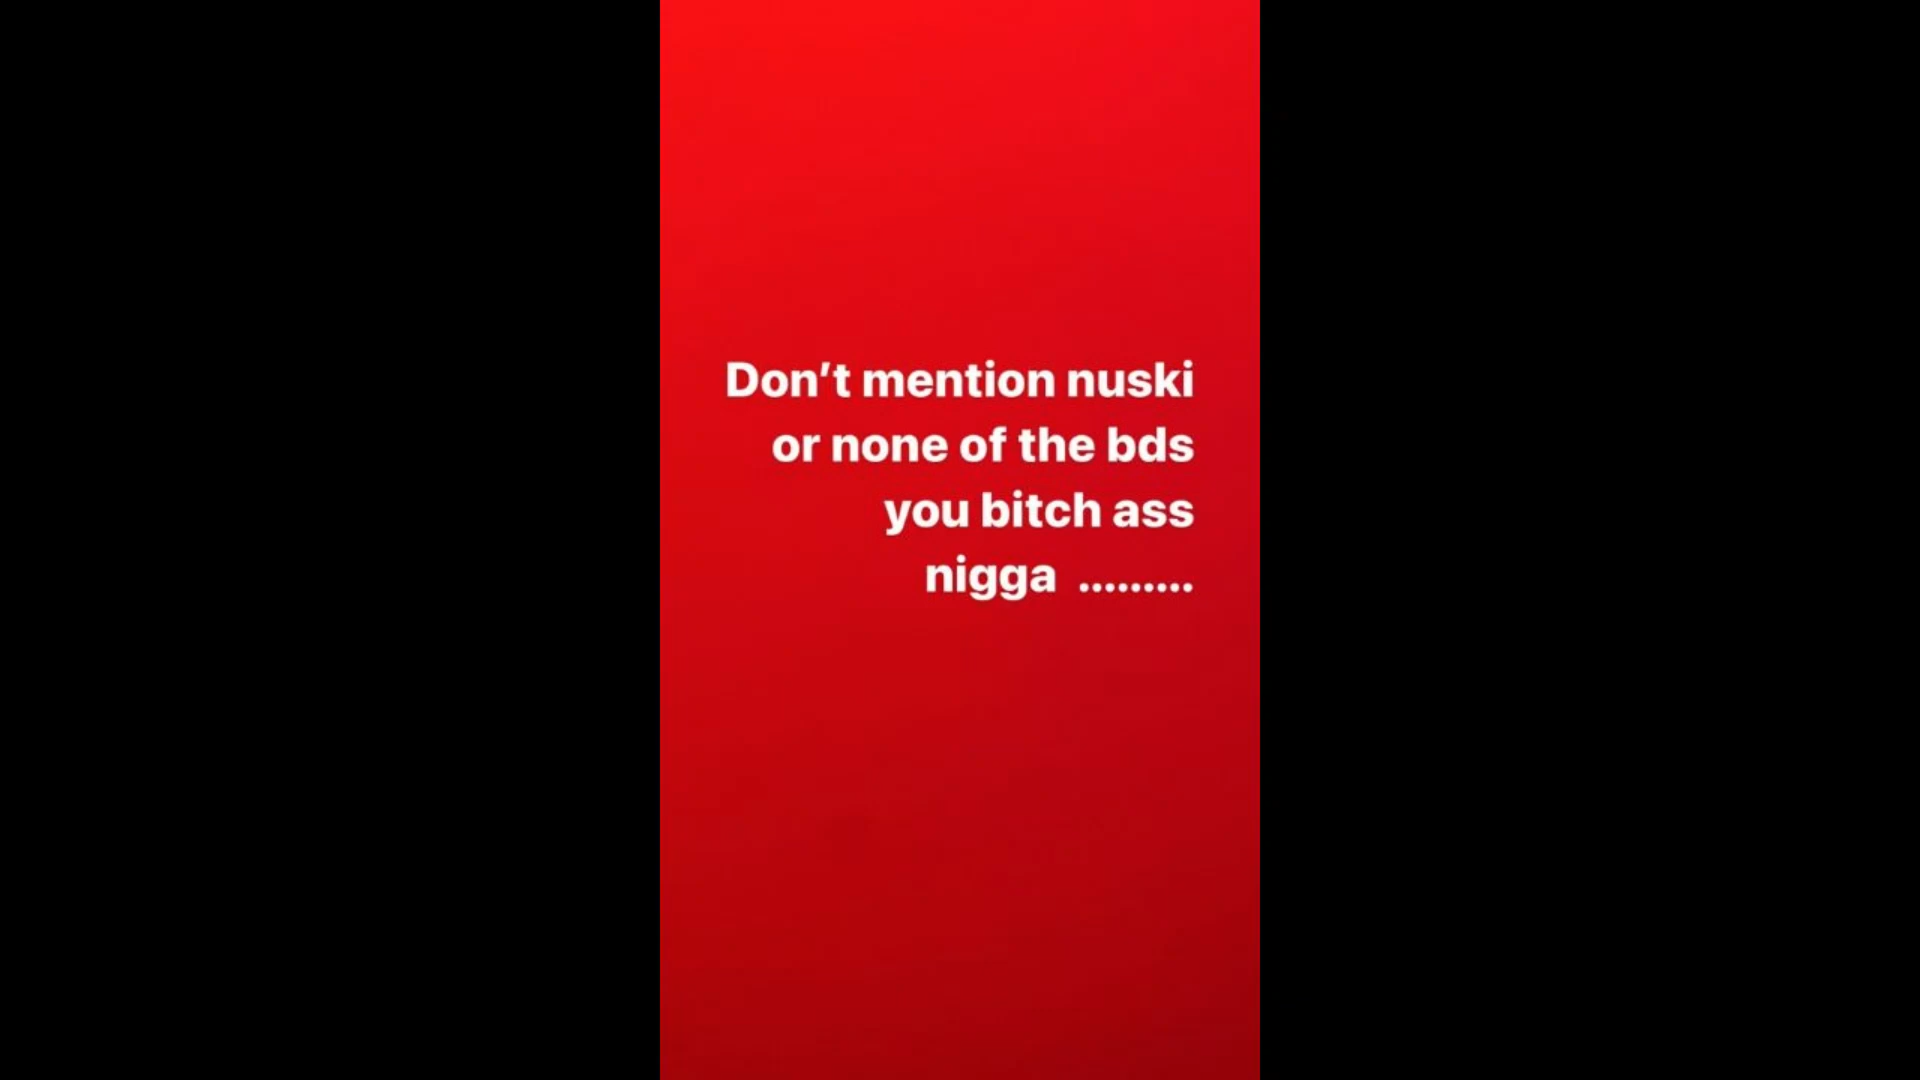 Don’t mention nuski
or none of the bds
you bitch ass
nigga .........